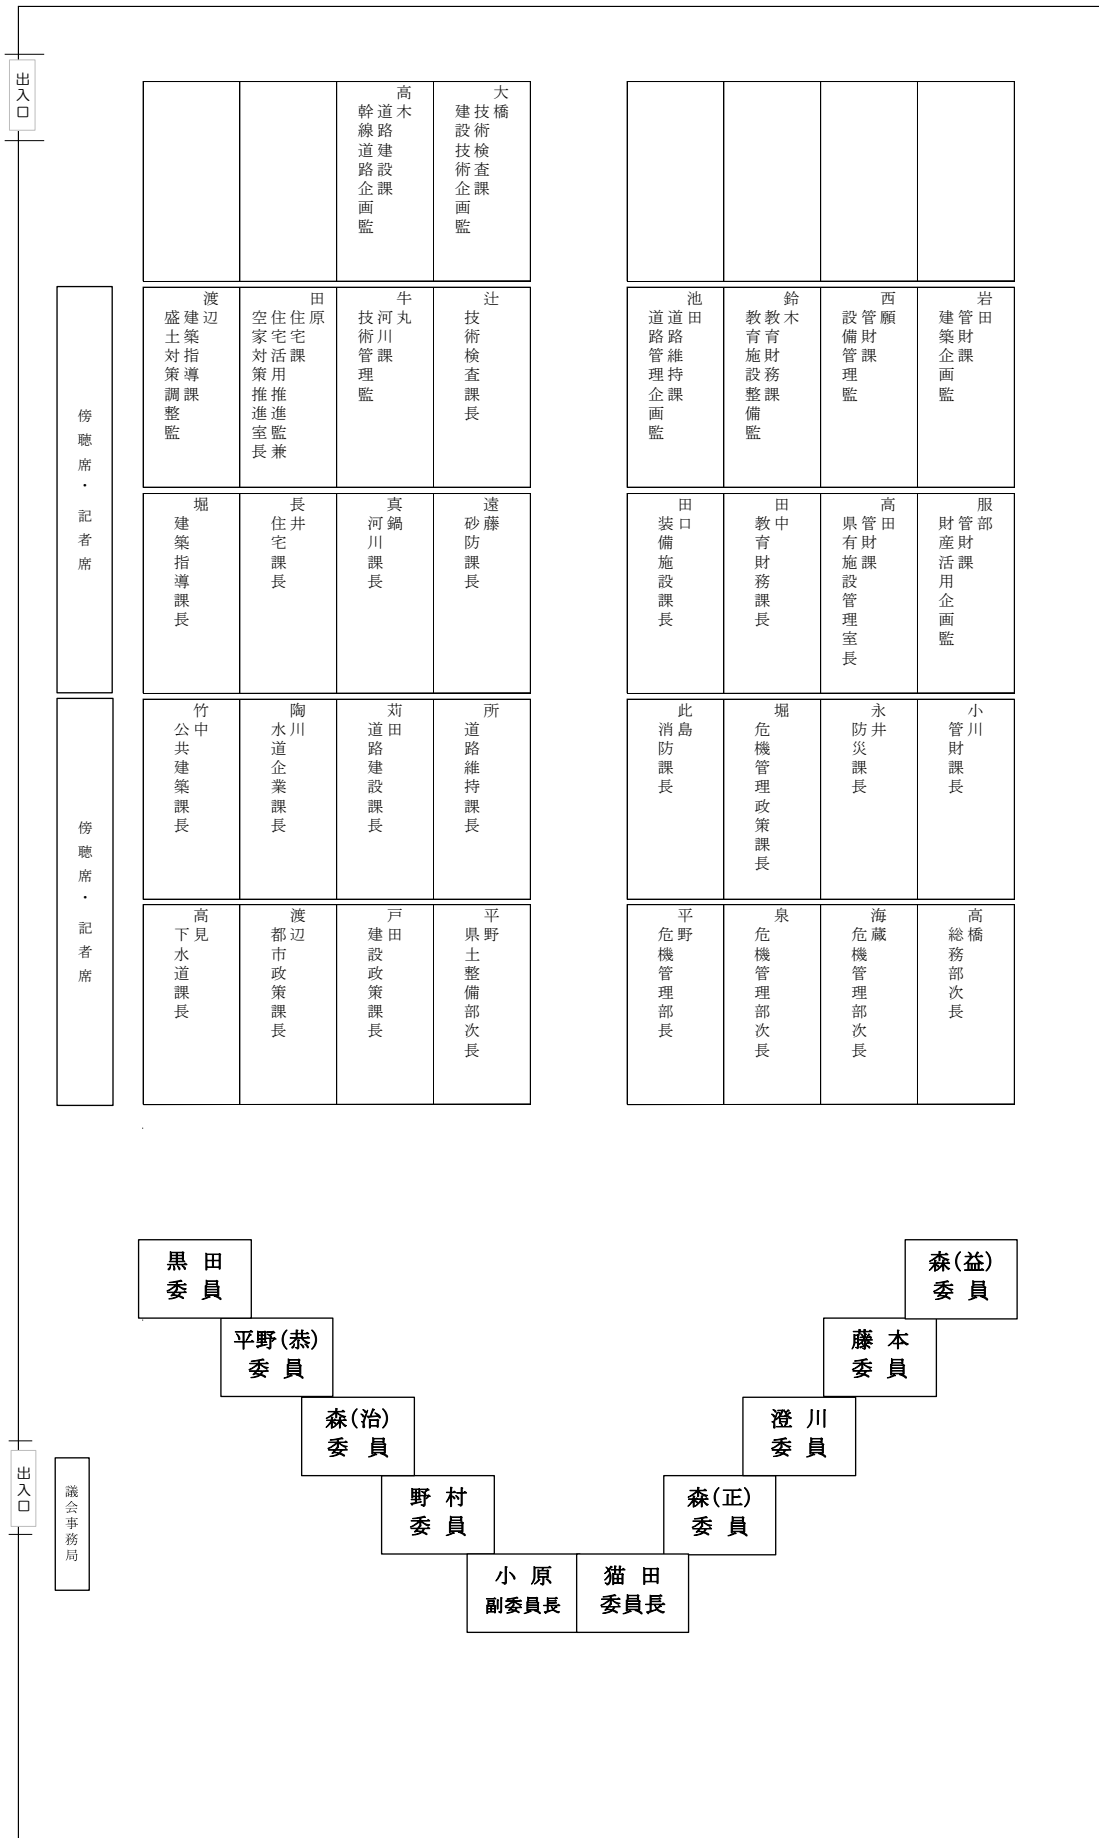 出入口
大橋
技術検査課
建設技術企画監
高木
道路建設課
幹線道路企画監
岩田
管財課
建築企画監
西願
管財課
設備管理監
鈴木
教育財務課
教育施設整備監
池田
道路維持課
道路管理企画監
辻
技術検査課長
牛丸
河川課
技術管理監
田原
住宅課
住宅活用推進監兼
空家対策推進室長
渡辺
建築指導課
盛土対策調整監
傍聴席・記者席
服部
管財課
財産活用企画監
高田
管財課
県有施設管理室長
田中
教育財務課長
田口
装備施設課長
遠藤
砂防課長
真鍋
河川課長
長井
住宅課長
堀
建築指導課長
小川
管財課長
永井
防災課長
堀
危機管理政策課長
此島
消防課長
所
道路維持課長
苅田
道路建設課長
陶川
水道企業課長
竹中
公共建築課長
傍聴席・記者席
高橋
総務部次長
海蔵
危機管理部次長
泉
危機管理部次長
平野
危機管理部長
平野
県土整備部次長
戸田
建設政策課長
渡辺
都市政策課長
高見
下水道課長
黒田
委員
森(益)
委員
平野(恭)
委員
藤本
委員
森(治)
委員
澄川
委員
野村
委員
森(正)
委員
小原
副委員長
猫田
委員長
出入口
議会事務局